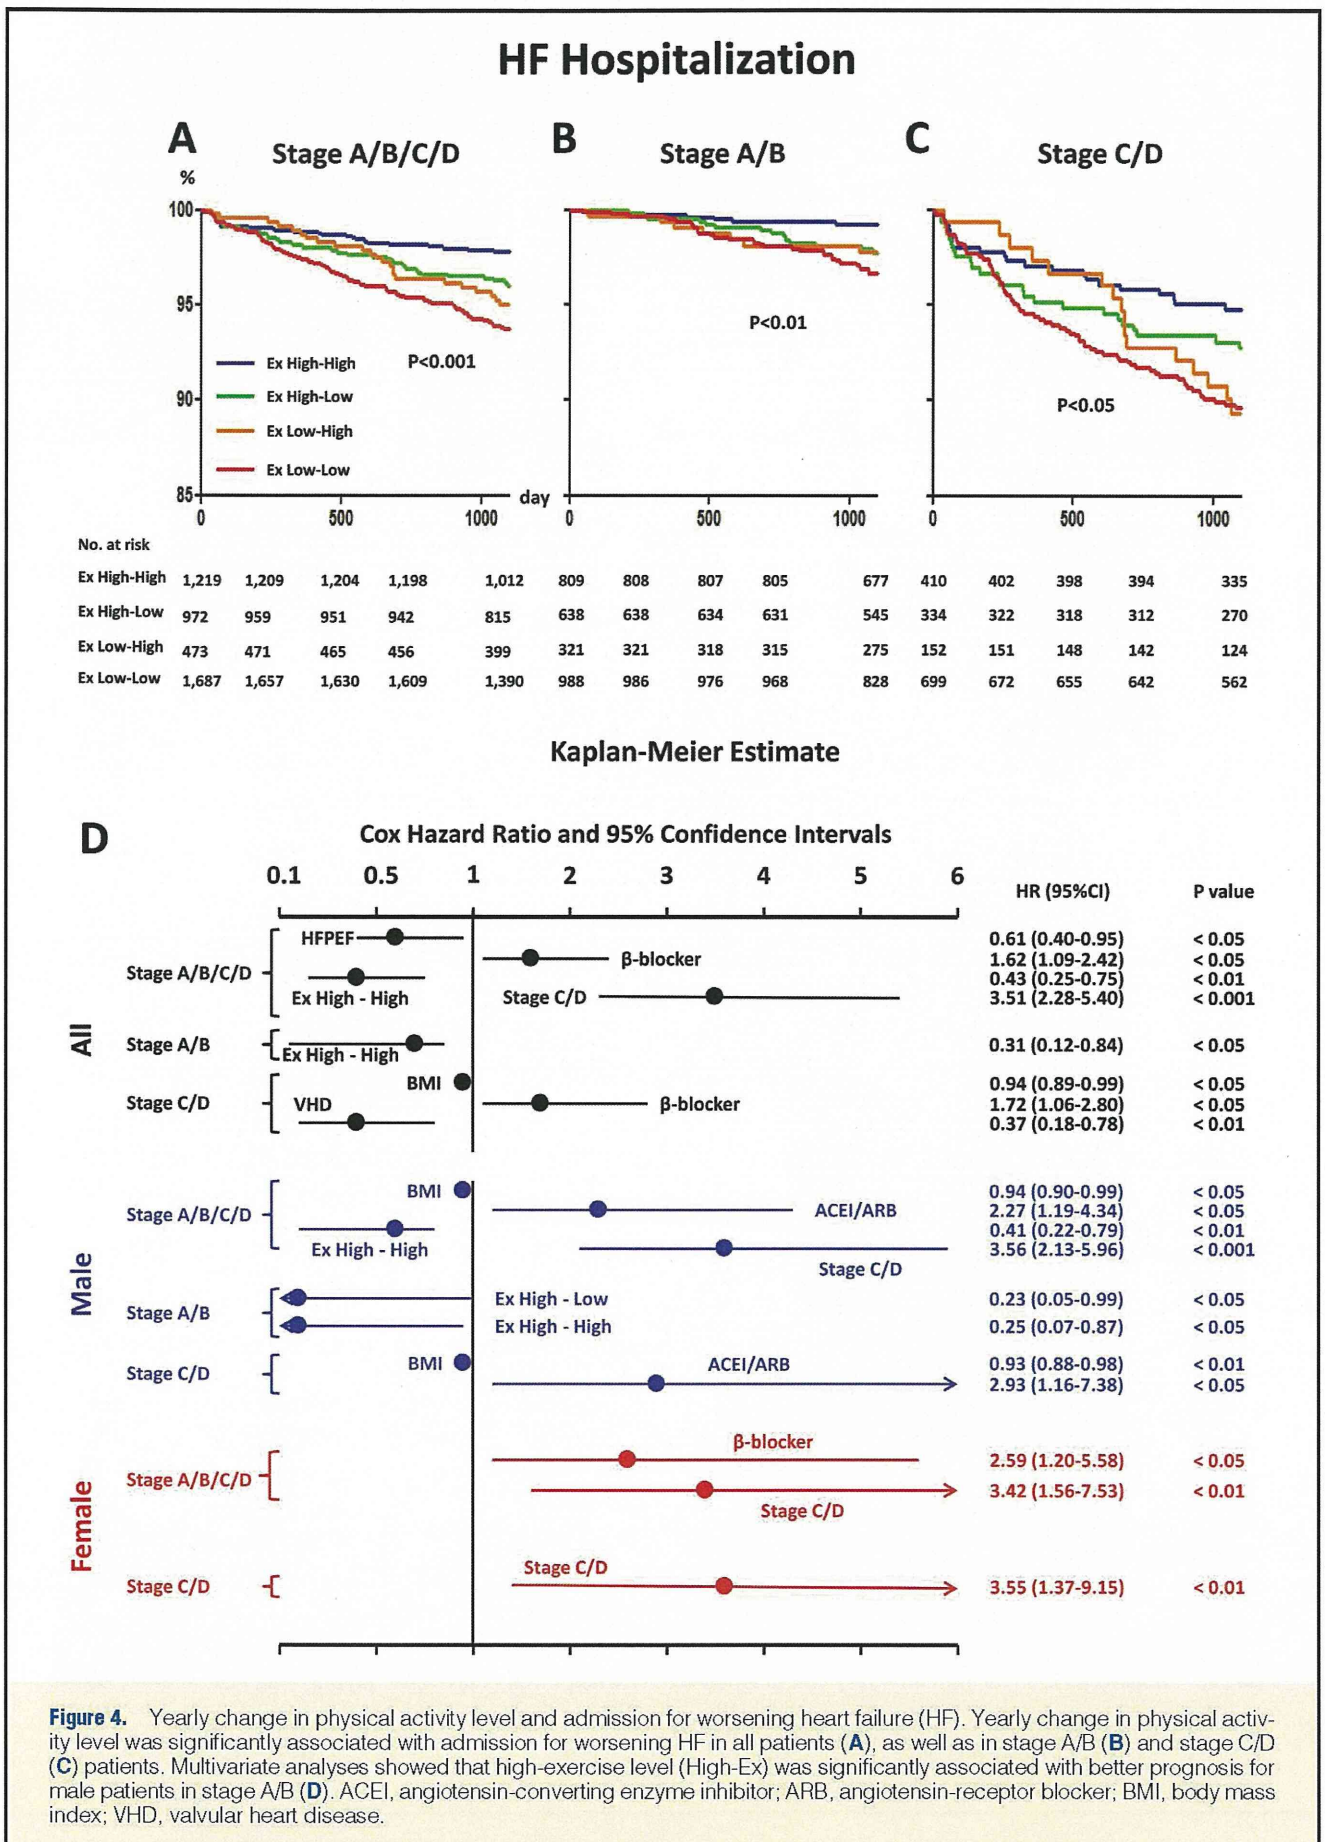 HF Hospitalization
A
Stage A/B/C/D
B
Stage A/B
C
Stage C/D
%
100
95
90
85
P<0.001
P<0.01
P<0.05
Ex High-High
Ex High-Low
Ex Low-High
Ex Low-Low
0 500 1000 day 0 500 1000 0 500 1000
No. at risk
Ex High-High 1,219 1,209 1,204 1,198 1,012 809 808 807 805 677 410 402 398 394 335
Ex High-Low 972 959 951 942 815 638 638 634 631 545 334 322 318 312 270
Ex Low-High 473 471 465 456 399 321 321 318 315 275 152 151 148 142 124
Ex Low-Low 1,687 1,657 1,630 1,609 1,390 988 986 976 968 828 699 672 655 642 562
Kaplan-Meier Estimate
D
Cox Hazard Ratio and 95% Confidence Intervals
0.1 0.5 1 2 3 4 5 6 HR (95%CI) P value
All
Stage A/B/C/D
HFPEF 0.61 (0.40-0.95) < 0.05
β-blocker 1.62 (1.09-2.42) < 0.05
Ex High - High 0.43 (0.25-0.75) < 0.01
Stage C/D 3.51 (2.28-5.40) < 0.001
Stage A/B
Ex High - High 0.31 (0.12-0.84) < 0.05
Stage C/D
BMI 0.94 (0.89-0.99) < 0.05
β-blocker 1.72 (1.06-2.80) < 0.05
VHD 0.37 (0.18-0.78) < 0.01
Male
Stage A/B/C/D
BMI 0.94 (0.90-0.99) < 0.05
ACEI/ARB 2.27 (1.19-4.34) < 0.05
Ex High - High 0.41 (0.22-0.79) < 0.01
Stage C/D 3.56 (2.13-5.96) < 0.001
Stage A/B
Ex High - Low 0.23 (0.05-0.99) < 0.05
Ex High - High 0.25 (0.07-0.87) < 0.05
Stage C/D
BMI 0.93 (0.88-0.98) < 0.01
ACEI/ARB 2.93 (1.16-7.38) < 0.05
Female
Stage A/B/C/D
β-blocker 2.59 (1.20-5.58) < 0.05
Stage C/D 3.42 (1.56-7.53) < 0.01
Stage C/D
Stage C/D 3.55 (1.37-9.15) < 0.01
Figure 4. Yearly change in physical activity level and admission for worsening heart failure (HF). Yearly change in physical activ-
ity level was significantly associated with admission for worsening HF in all patients (A), as well as in stage A/B (B) and stage C/D
(C) patients. Multivariate analyses showed that high-exercise level (High-Ex) was significantly associated with better prognosis for
male patients in stage A/B (D). ACEI, angiotensin-converting enzyme inhibitor; ARB, angiotensin-receptor blocker; BMI, body mass
index; VHD, valvular heart disease.